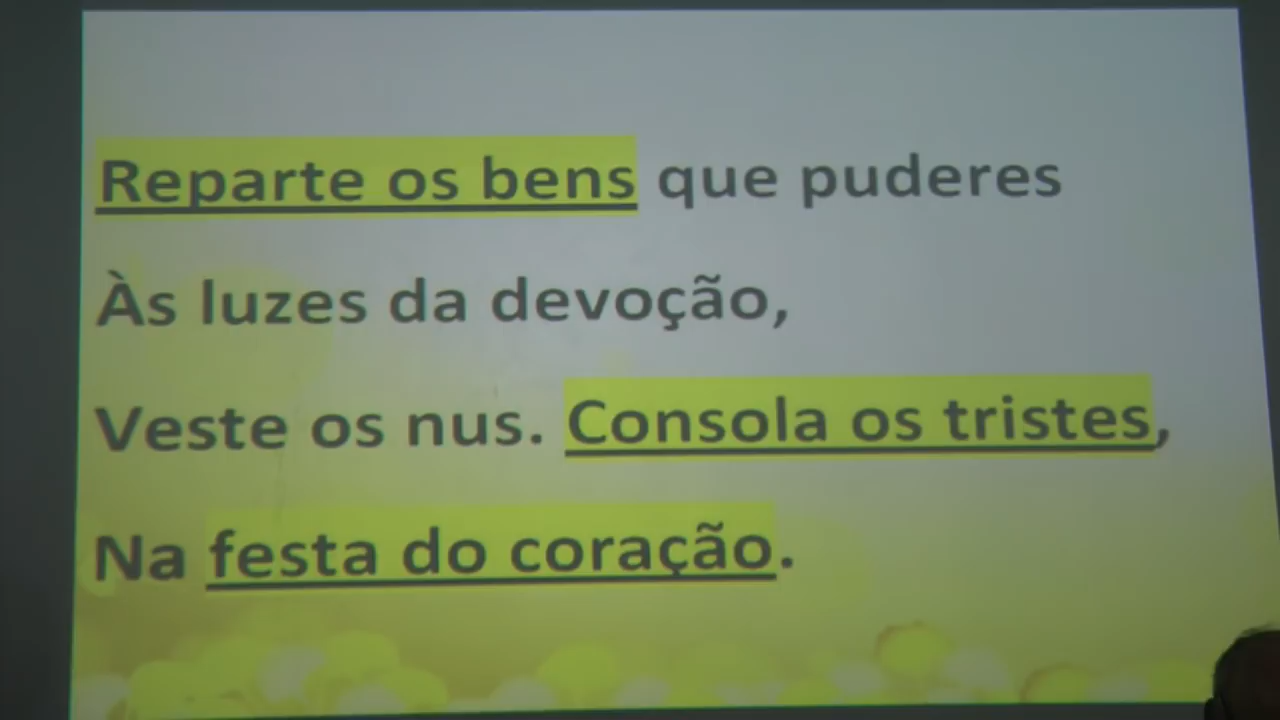 Reparte os bens que puderes
Às luzes da devoção,
Veste os nus. Consola os tristes,
Na festa do coração.